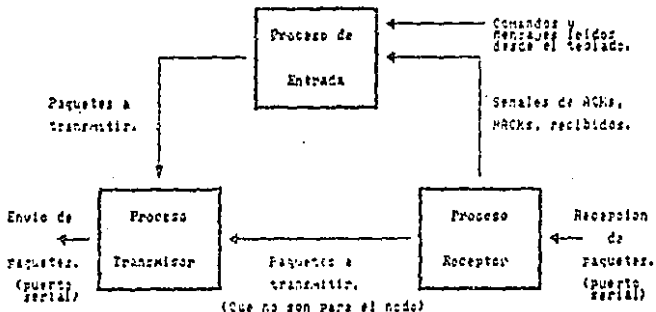 Proceso de
Entrada
Comandos y
mensajes leidos
desde el teclado.
Paquetes a
transmitir.
Senales de ACKs,
NACKs, recibidos.
Envio de
paquetes.
(puerto
serial)
Proceso
Transmisor
Paquetes a
transmitir.
(Que no son para el nodo)
Proceso
Receptor
Recepcion
de
paquetes.
(puerto
serial)